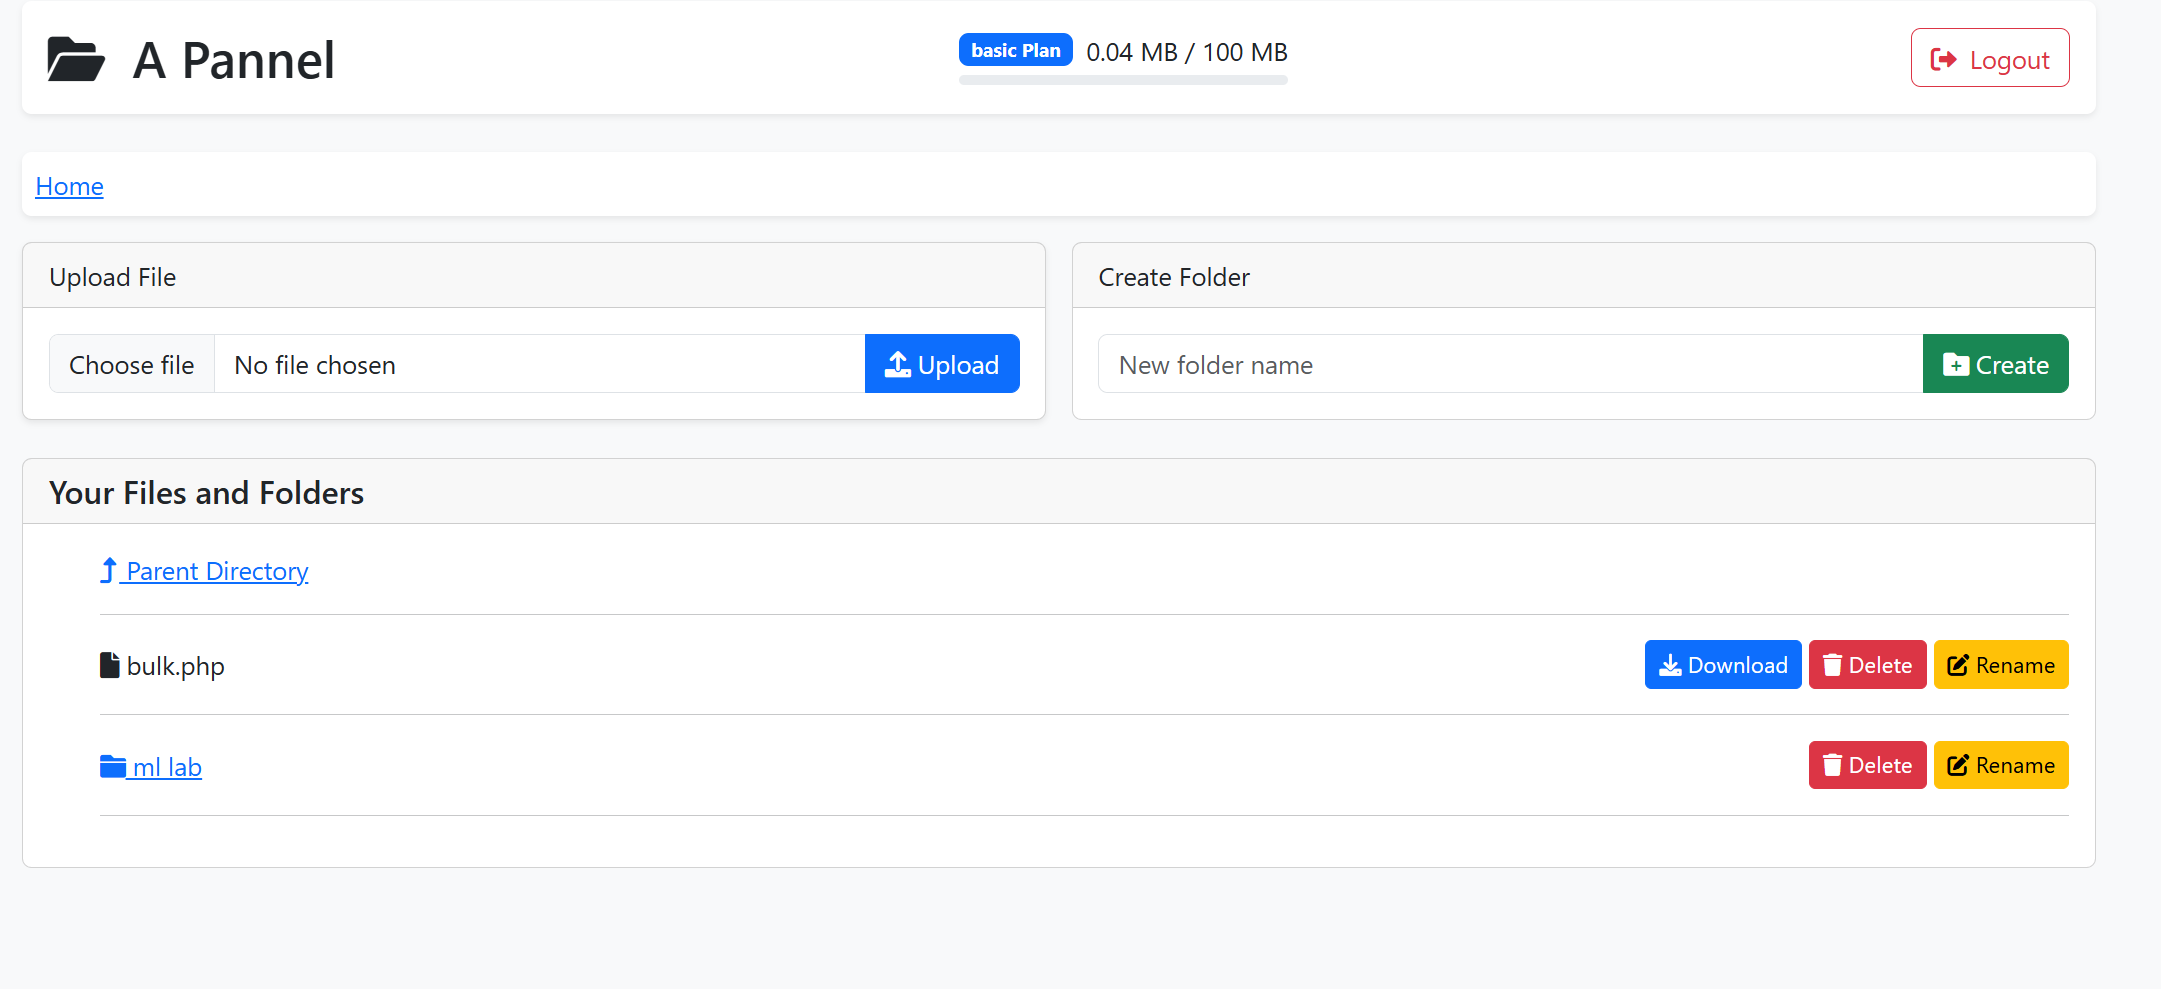 A Pannel
basic Plan 0.04 MB / 100 MB
Logout
Home
Upload File
Choose file No file chosen Upload
Create Folder
New folder name Create
Your Files and Folders
Parent Directory
bulk.php Download Delete Rename
ml lab Delete Rename